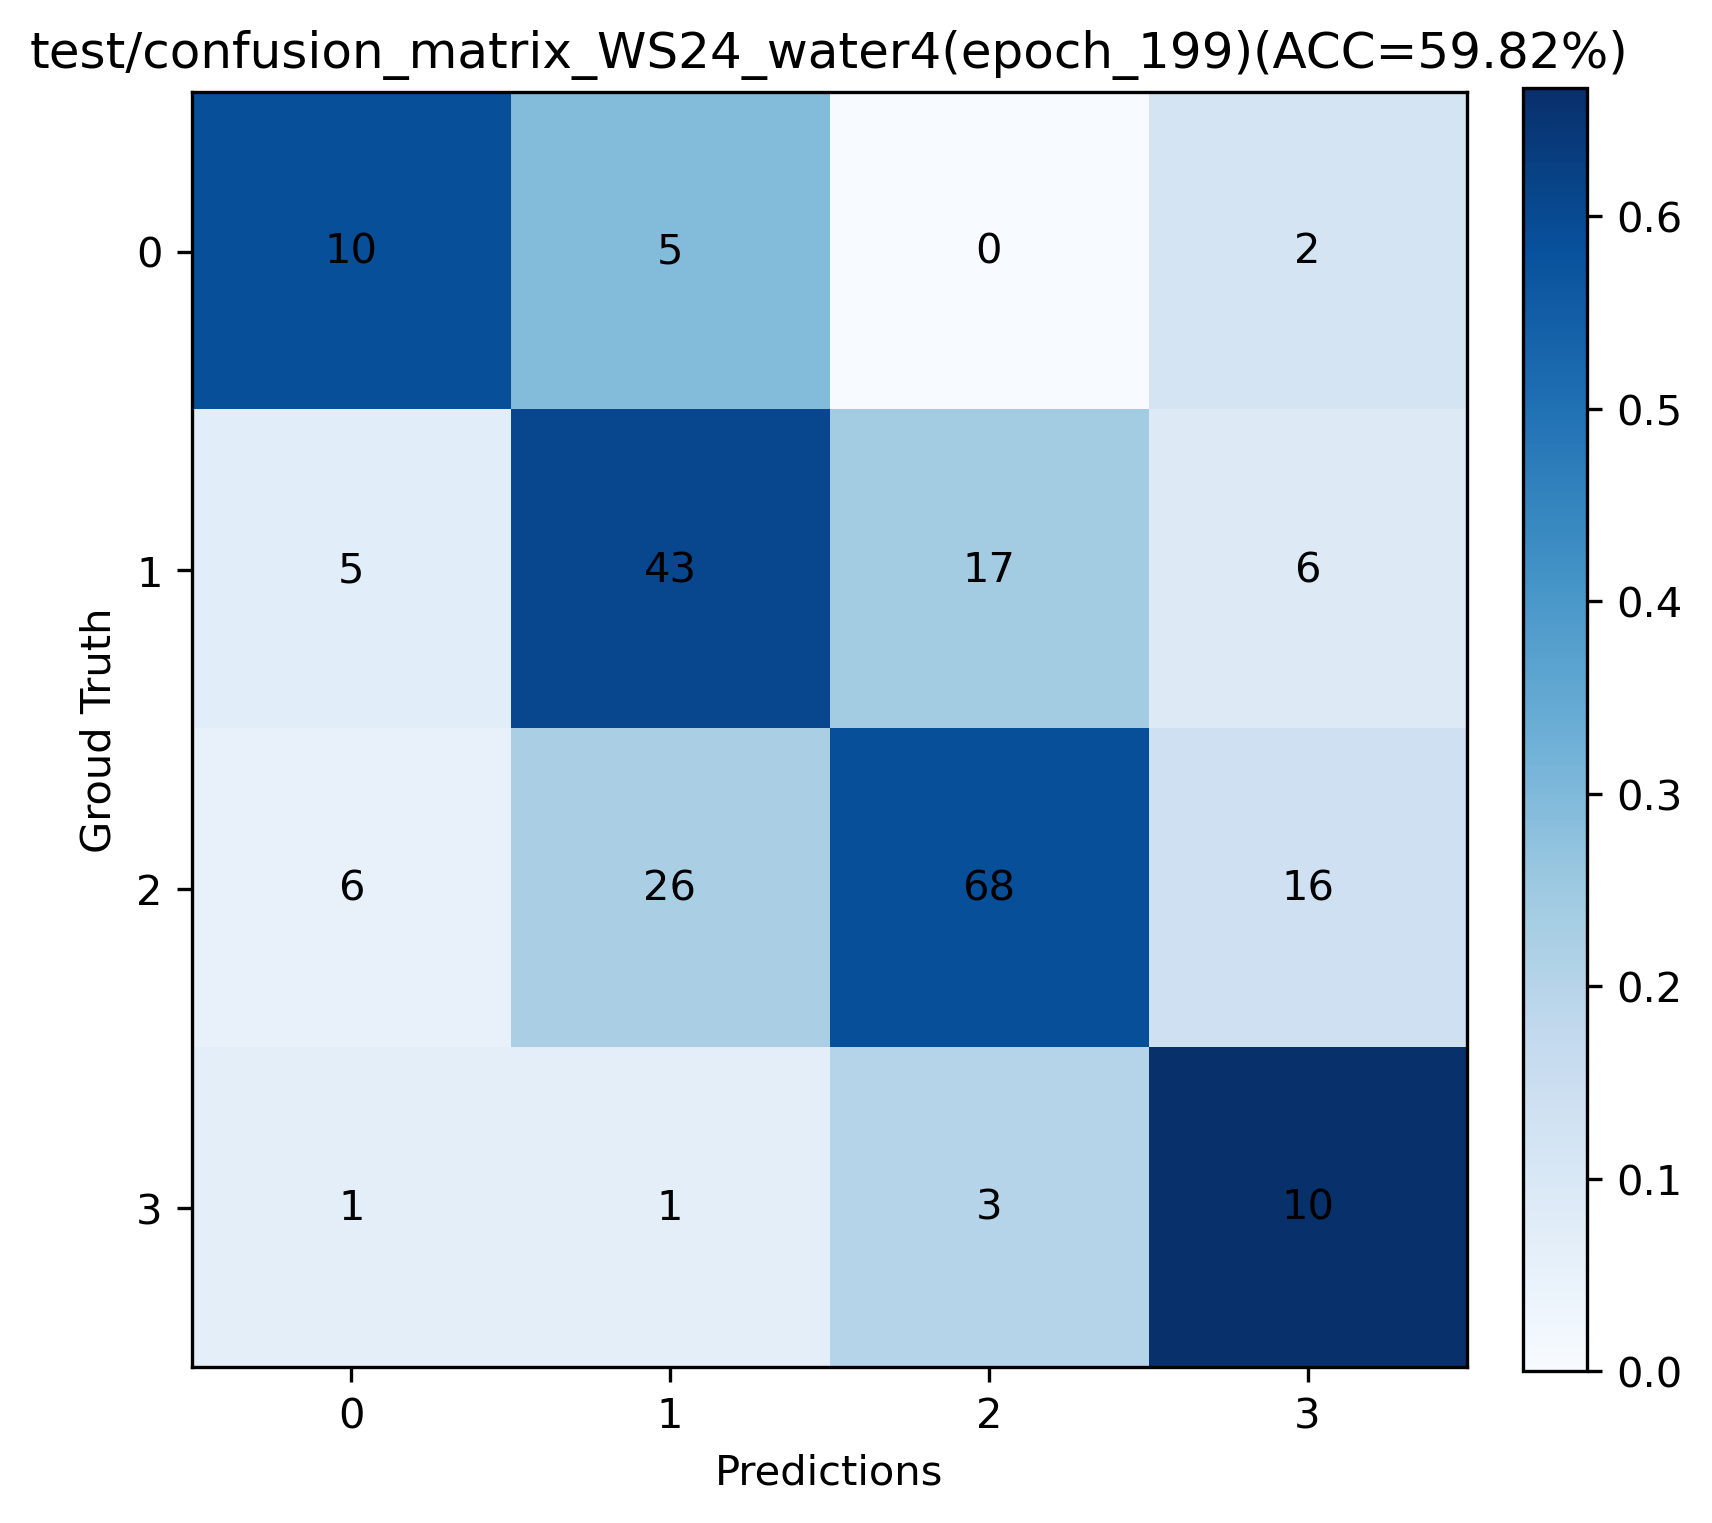 test/confusion_matrix_WS24_water4(epoch_199)(ACC=59.82%)
0 10 5 0 2
1 5 43 17 6
2 6 26 68 16
3 1 1 3 10
0 1 2 3
Predictions
Groud Truth
0.6
0.5
0.4
0.3
0.2
0.1
0.0